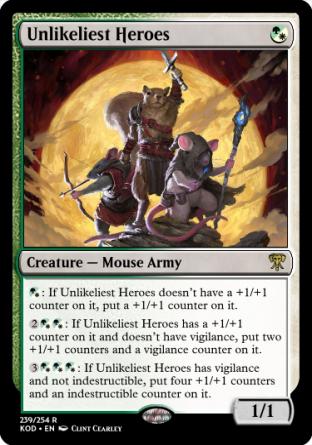 Unlikeliest Heroes
Creature — Mouse Army
: If Unlikeliest Heroes doesn't have a +1/+1
counter on it, put a +1/+1 counter on it.
2 : If Unlikeliest Heroes has a +1/+1
counter on it and doesn't have vigilance, put two
+1/+1 counters and a vigilance counter on it.
3 : If Unlikeliest Heroes has vigilance
and not indestructible, put four +1/+1 counters
and an indestructible counter on it.
1/1
239/254 R
KOD • EN Clint Cearley